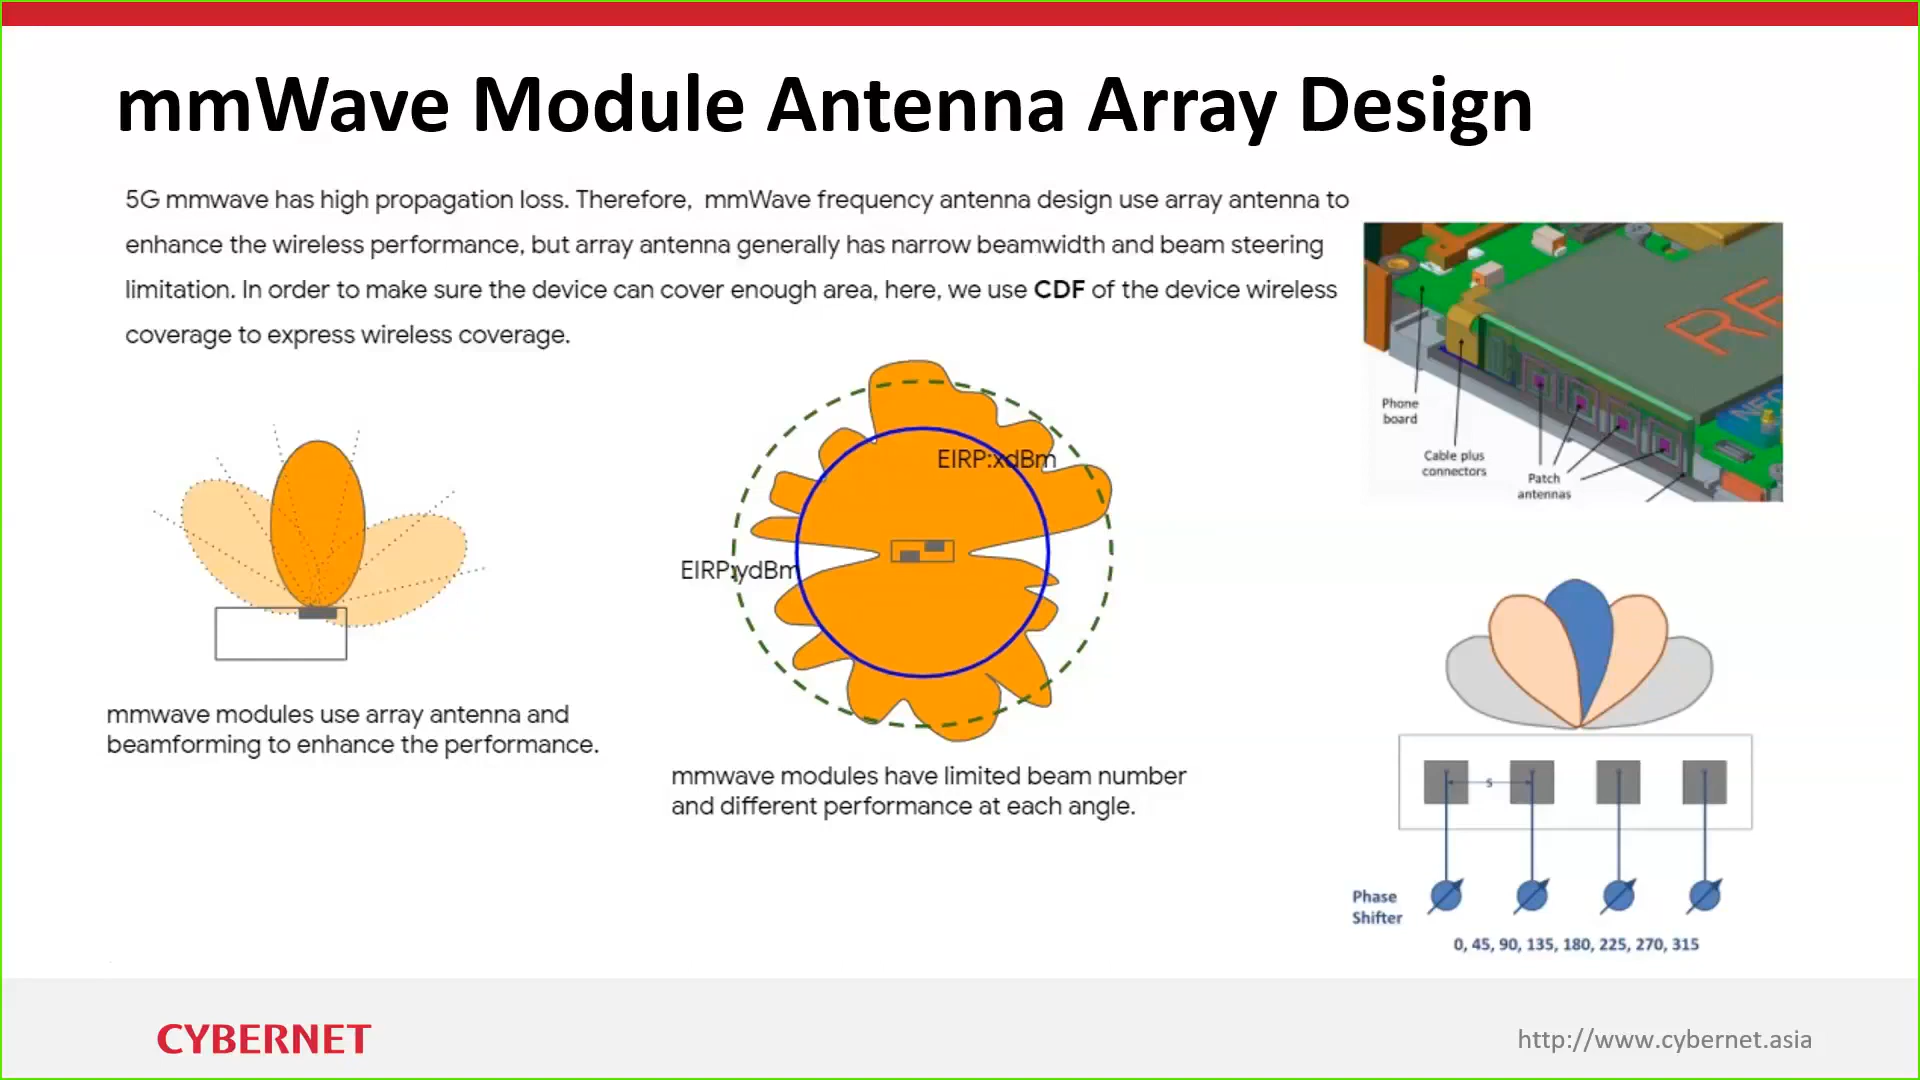 mmWave Module Antenna Array Design
5G mmwave has high propagation loss. Therefore, mmWave frequency antenna design use array antenna to
enhance the wireless performance, but array antenna generally has narrow beamwidth and beam steering
limitation. In order to make sure the device can cover enough area, here, we use CDF of the device wireless
coverage to express wireless coverage.
RF
NFC
Phone
board
Cable plus
connectors
Patch
antennas
EIRP:xdBm
EIRP:ydBm
mmwave modules use array antenna and
beamforming to enhance the performance.
mmwave modules have limited beam number
and different performance at each angle.
s
Phase
Shifter
0, 45, 90, 135, 180, 225, 270, 315
CYBERNET
http://www.cybernet.asia